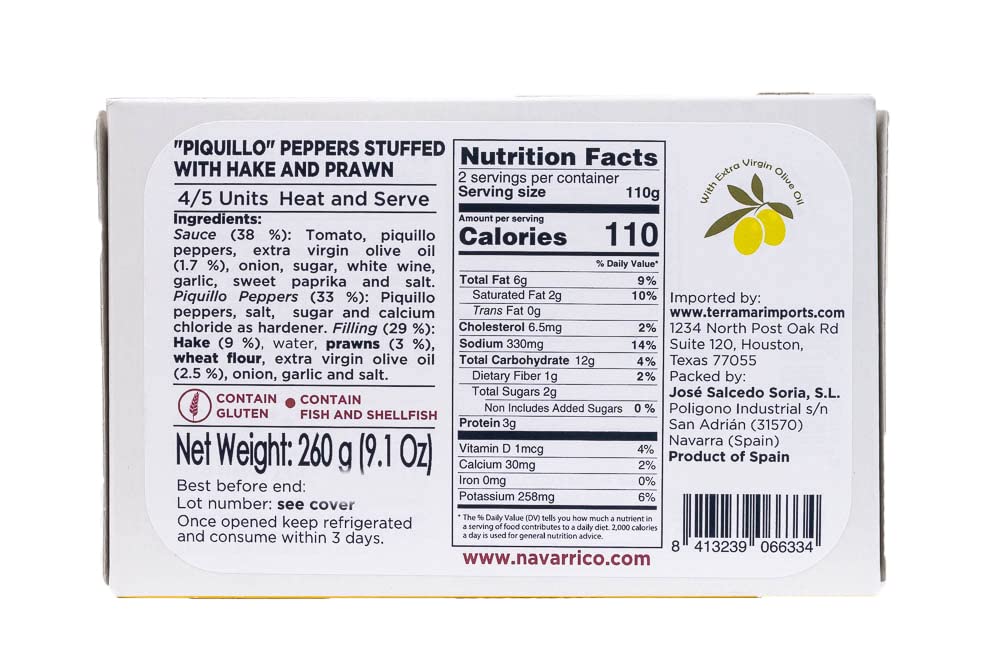 "PIQUILLO" PEPPERS STUFFED
WITH HAKE AND PRAWN
4/5 Units Heat and Serve
Ingredients:
Sauce (38 %): Tomato, piquillo
peppers, extra virgin olive oil
(1.7 %), onion, sugar, white wine,
garlic, sweet paprika and salt.
Piquillo Peppers (33 %): Piquillo
peppers, salt, sugar and calcium
chloride as hardener. Filling (29 %):
Hake (9 %), water, prawns (3 %),
wheat flour, extra virgin olive oil
(2.5 %), onion, garlic and salt.
CONTAIN
GLUTEN
CONTAIN
FISH AND SHELLFISH
Net Weight: 260 g (9.1 Oz)
Best before end:
Lot number: see cover
Once opened keep refrigerated
and consume within 3 days.
Nutrition Facts
2 servings per container
Serving size 110g
Amount per serving
Calories 110
% Daily Value*
Total Fat 6g 9%
Saturated Fat 2g 10%
Trans Fat 0g
Cholesterol 6.5mg 2%
Sodium 330mg 14%
Total Carbohydrate 12g 4%
Dietary Fiber 1g 2%
Total Sugars 2g
Non Includes Added Sugars 0 %
Protein 3g
Vitamin D 1mcg 4%
Calcium 30mg 2%
Iron 0mg 0%
Potassium 258mg 6%
* The % Daily Value (DV) tells you how much a nutrient in
a serving of food contributes to a daily diet. 2,000 calories
a day is used for general nutrition advice.
www.navarrico.com
With Extra Virgin Olive Oil
Imported by:
www.terramarimports.com
1234 North Post Oak Rd
Suite 120, Houston,
Texas 77055
Packed by:
José Salcedo Soria, S.L.
Poligono Industrial s/n
San Adrián (31570)
Navarra (Spain)
Product of Spain
8 413239 066334